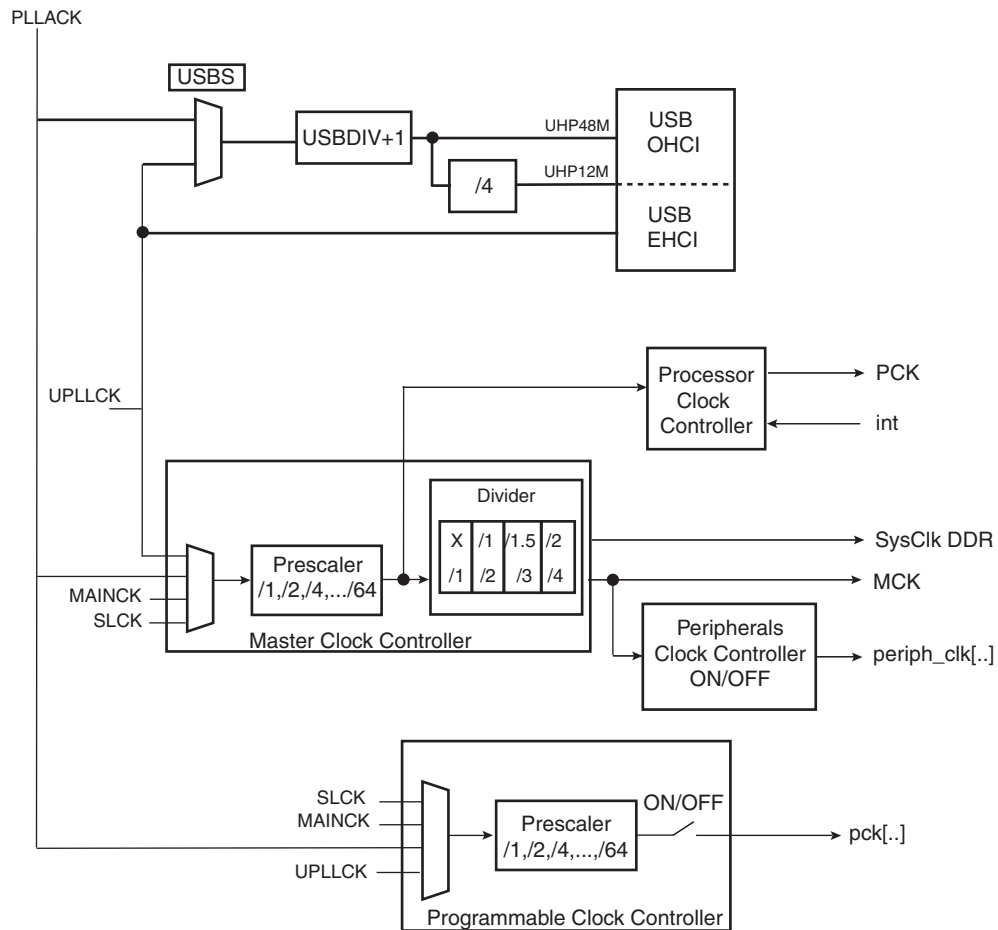 PLLACK
USBS
USBDIV+1
UHP48M
USB
OHCI
/4
UHP12M
USB
EHCI
UPLLCK
Processor
Clock
Controller
PCK
int
Divider
X /1 /1.5 /2
/1 /2 /3 /4
Prescaler
/1,/2,/4,.../64
MAINCK
SLCK
Master Clock Controller
SysClk DDR
MCK
Peripherals
Clock Controller
ON/OFF
periph_clk[..]
SLCK
MAINCK
UPLLCK
Prescaler
/1,/2,/4,...,/64
ON/OFF
pck[..]
Programmable Clock Controller